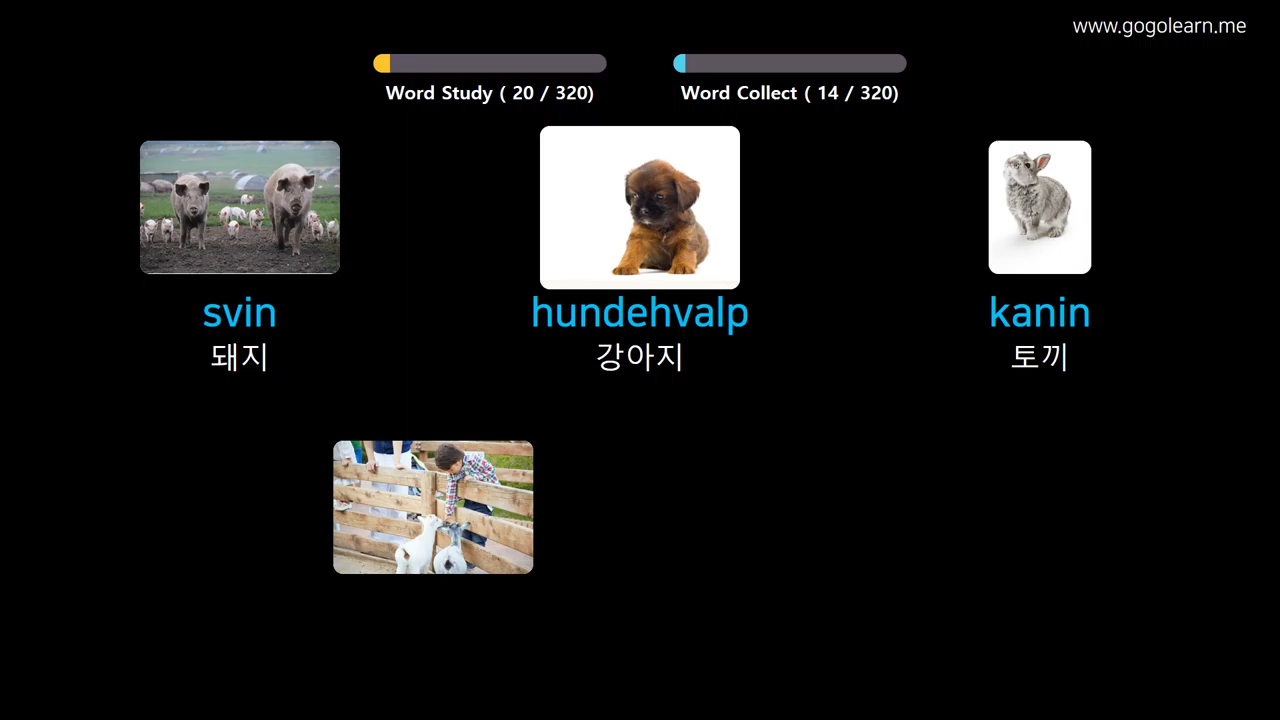 www.gogolearn.me
Word Study ( 20 / 320)
Word Collect ( 14 / 320)
svin
hundehvalp
kanin
돼지
강아지
토끼